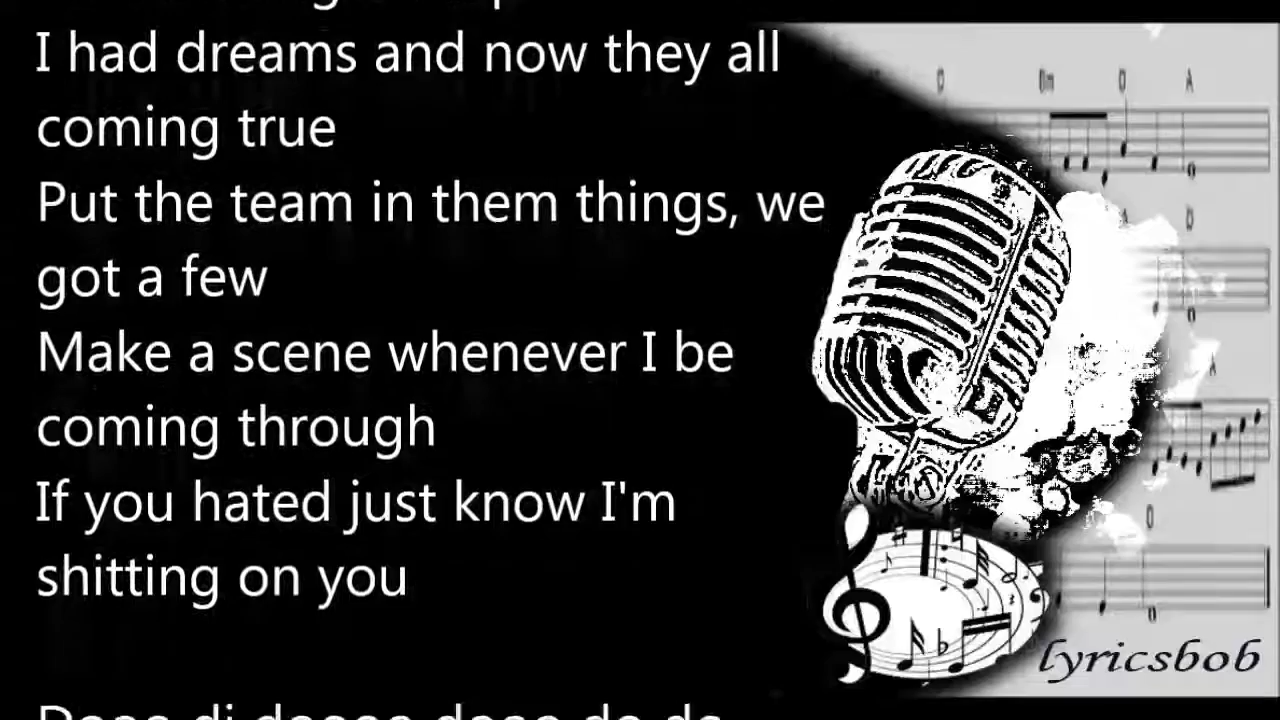 I had dreams and now they all
coming true
Put the team in them things, we
got a few
Make a scene whenever I be
coming through
If you hated just know I'm
shitting on you
lyricsbob